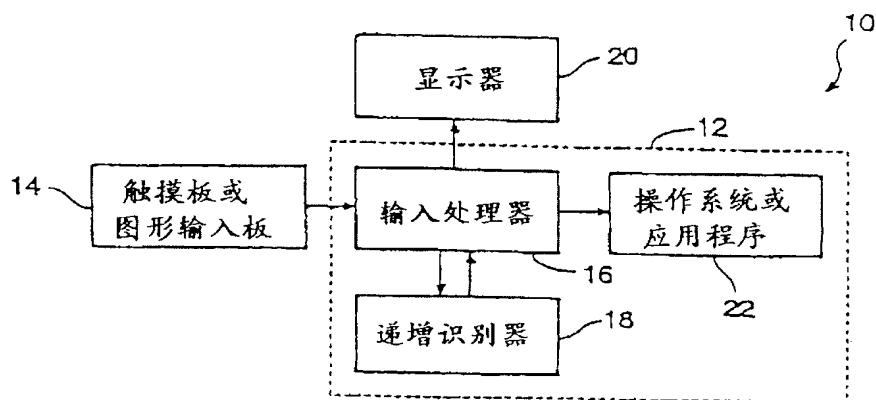 10
显示器
20
12
14
触摸板或
图形输入板
输入处理器
操作系统或
应用程序
16
22
递增识别器
18